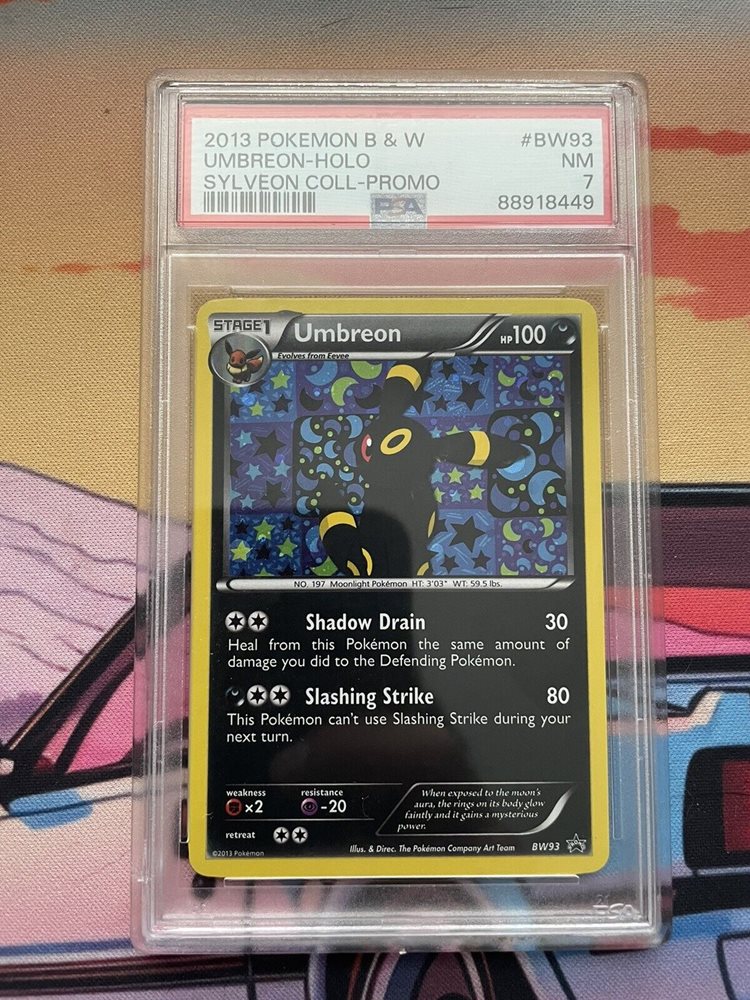 2013 POKEMON B & W #BW93
UMBREON-HOLO NM
SYLVEON COLL-PROMO 7
PSA 88918449
STAGE1 Umbreon HP100
Evolves from Eevee
NO. 197 Moonlight Pokémon HT: 3'03" WT: 59.5 lbs.
Shadow Drain 30
Heal from this Pokémon the same amount of
damage you did to the Defending Pokémon.
Slashing Strike 80
This Pokémon can't use Slashing Strike during your
next turn.
weakness resistance
×2 -20
When exposed to the moon's
aura, the rings on its body glow
faintly and it gains a mysterious
power.
retreat
©2013 Pokémon Illus. & Direc. The Pokémon Company Art Team BW93